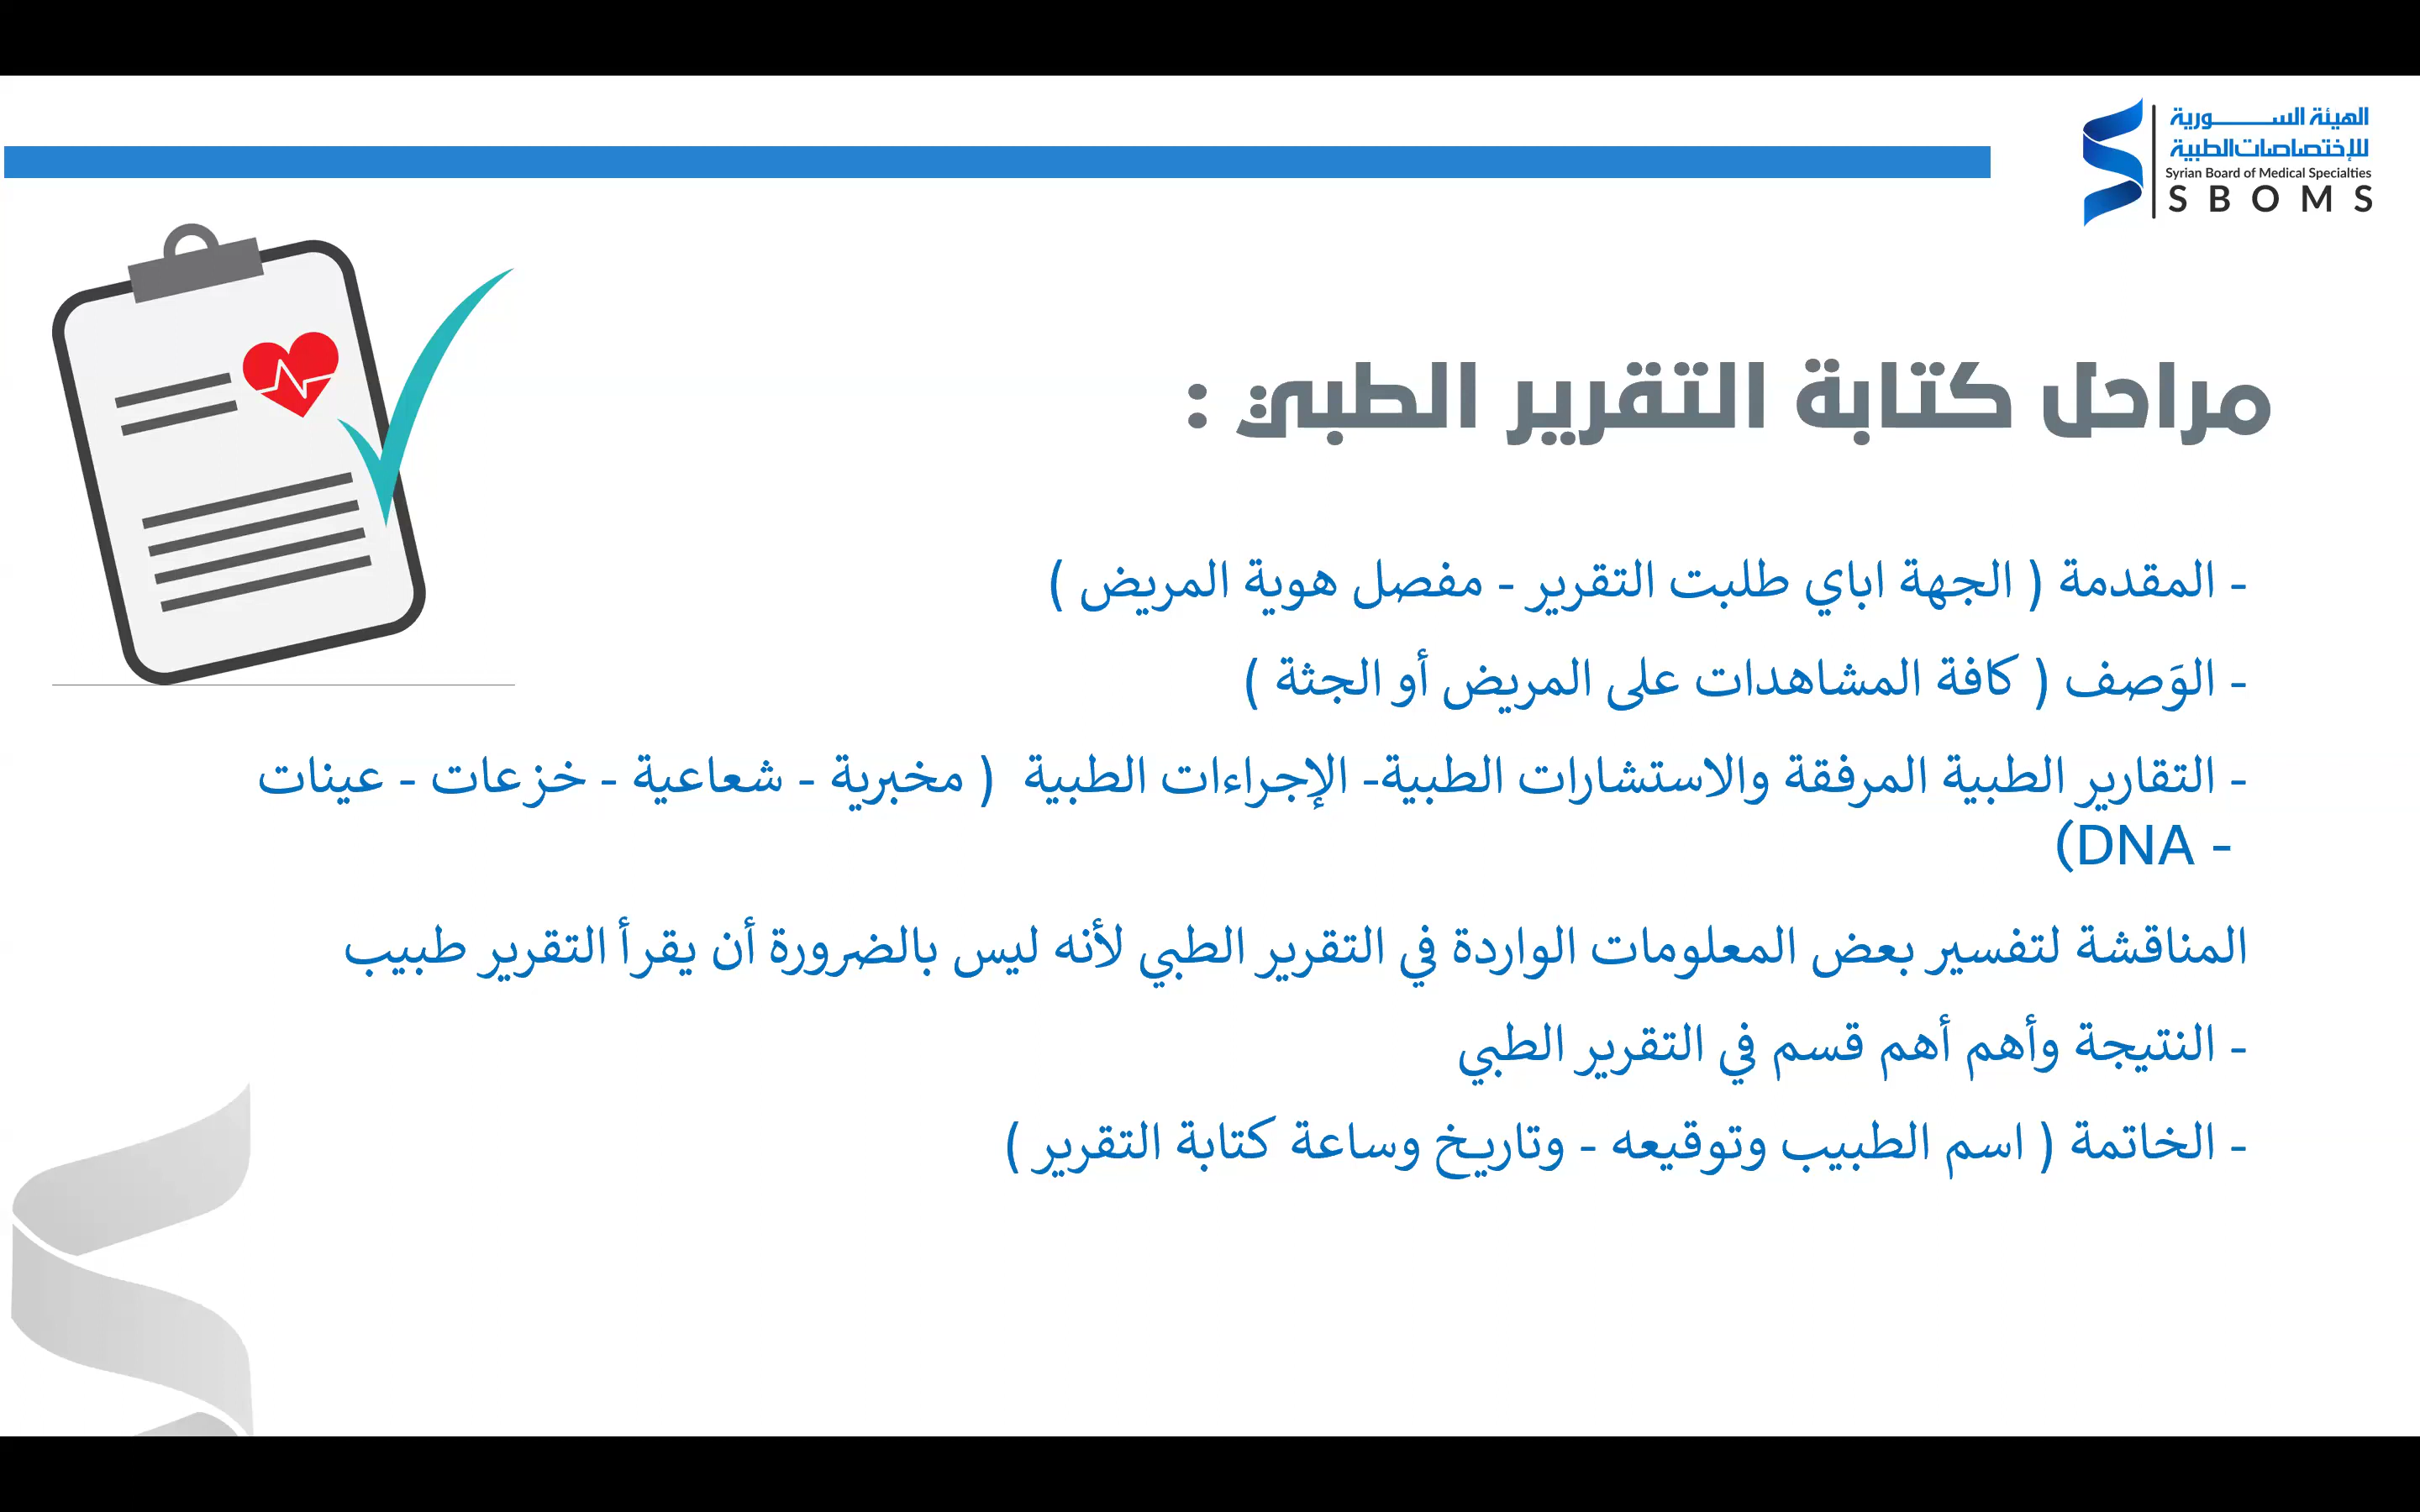 الهيئة الســـورية
للإختصاصات الطبية
Syrian Board of Medical Specialties
S B O M S
مراحل كتابة التقرير الطبي :
- المقدمة ( الجهة اباي طلبت التقرير - مفصل هوية المريض )
- الوَصف ( كافة المشاهدات على المريض أو الجثة )
- التقارير الطبية المرفقة والاستشارات الطبية- الإجراءات الطبية ( مخبرية - شعاعية - خزعات - عينات
- DNA)
المناقشة لتفسير بعض المعلومات الواردة في التقرير الطبي لأنه ليس بالضرورة أن يقرأ التقرير طبيب
- النتيجة وأهم أهم قسم في التقرير الطبي
- الخاتمة ( اسم الطبيب وتوقيعه - وتاريخ وساعة كتابة التقرير )